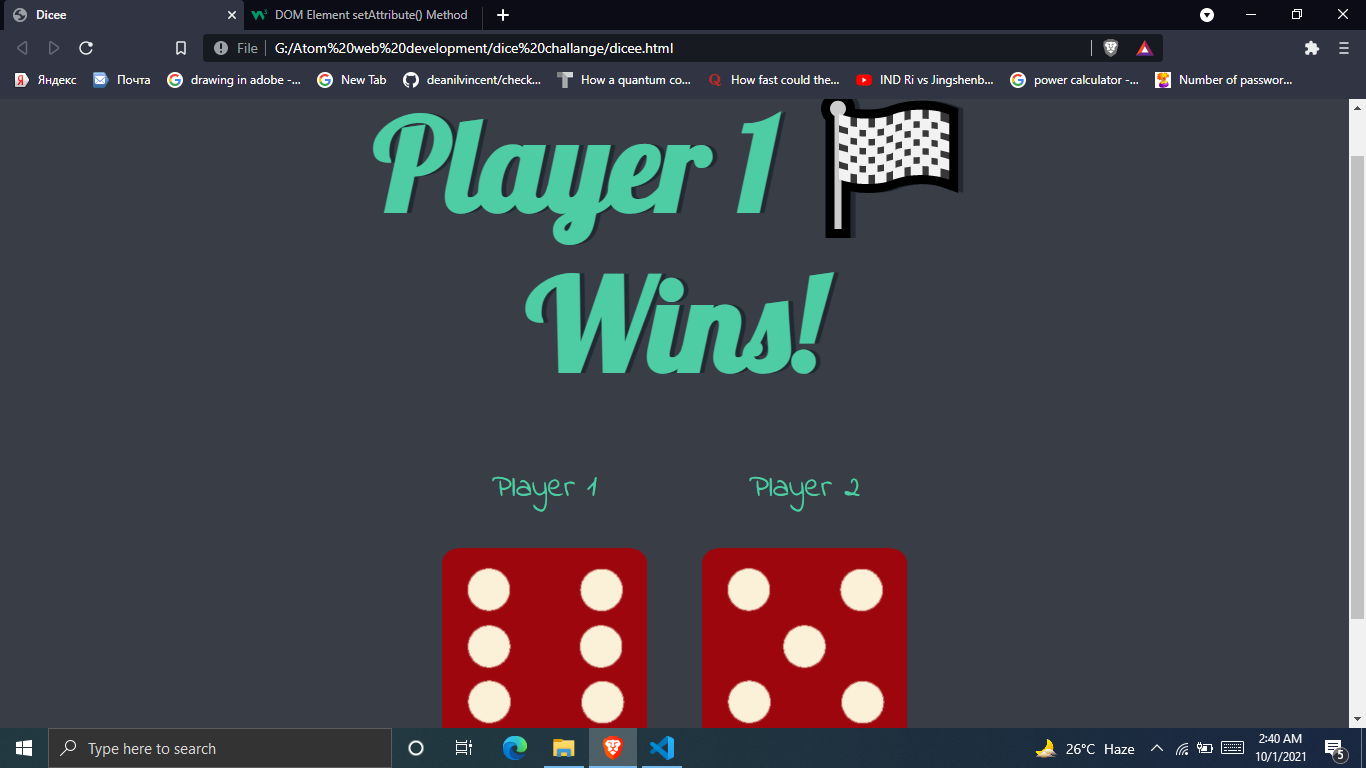 Dicee
DOM Element setAttribute() Method
File G:/Atom%20web%20development/dice%20challange/dicee.html
Яндекс Почта drawing in adobe -... New Tab deanilvincent/check... How a quantum co... How fast could the... IND Ri vs Jingshenb... power calculator -... Number of passwor...
Player 1
Wins!
Player 1 Player 2
Type here to search
26°C Haze
2:40 AM
10/1/2021
5